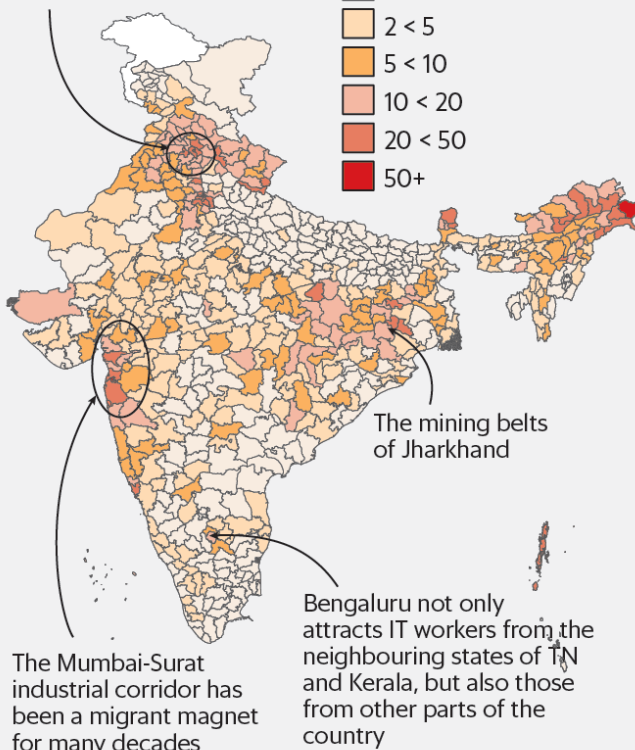 2 < 5
5 < 10
10 < 20
20 < 50
50+
The mining belts
of Jharkhand
Bengaluru not only
attracts IT workers from the
neighbouring states of TN
and Kerala, but also those
from other parts of the
country
The Mumbai-Surat
industrial corridor has
been a migrant magnet
for many decades